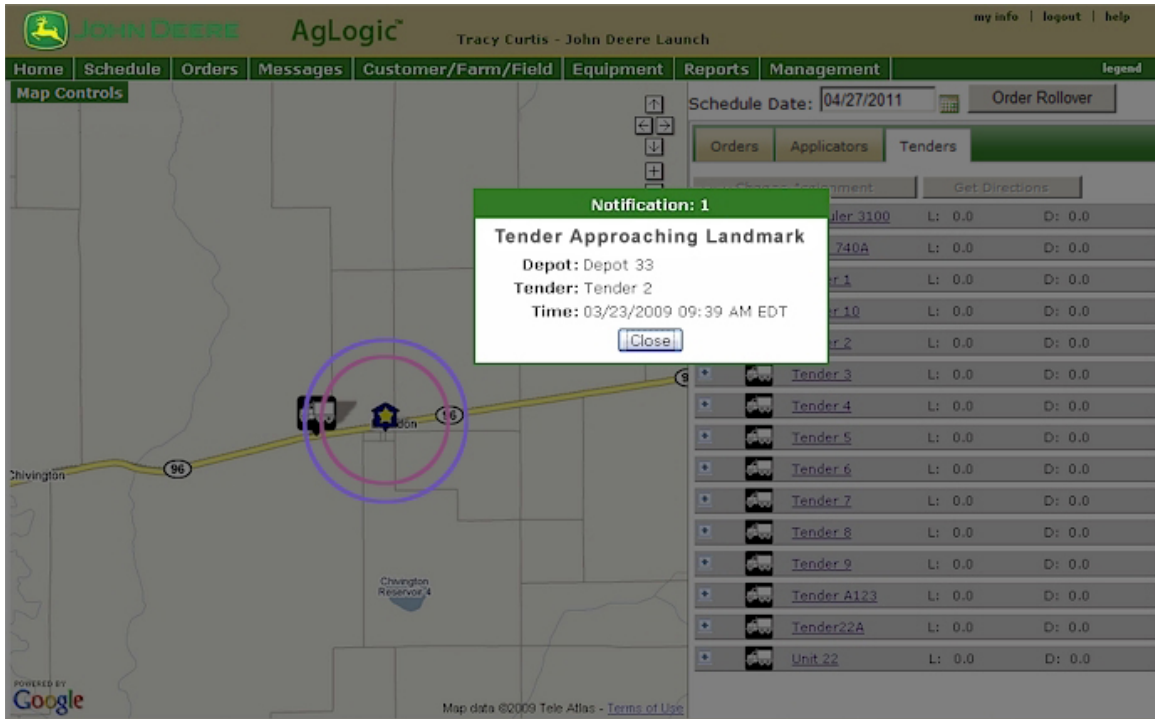 my info | logout | help
JOHN DEERE AgLogic™ Tracy Curtis - John Deere Launch
Home Schedule Orders Messages Customer/Farm/Field Equipment Reports Management legend
Map Controls
Schedule Date: 04/27/2011 Order Rollover
Orders Applicators Tenders
Change Assignment Get Directions
Notification: 1
Tender Approaching Landmark
Depot: Depot 33
Tender: Tender 2
Time: 03/23/2009 09:39 AM EDT
Close
3100 L: 0.0 D: 0.0
740A L: 0.0 D: 0.0
1 L: 0.0 D: 0.0
10 L: 0.0 D: 0.0
2 L: 0.0 D: 0.0
Tender 3 L: 0.0 D: 0.0
Tender 4 L: 0.0 D: 0.0
Tender 5 L: 0.0 D: 0.0
Tender 6 L: 0.0 D: 0.0
Tender 7 L: 0.0 D: 0.0
Tender 8 L: 0.0 D: 0.0
Tender 9 L: 0.0 D: 0.0
Tender A123 L: 0.0 D: 0.0
Tender22A L: 0.0 D: 0.0
Unit 22 L: 0.0 D: 0.0
96
Chivington
96
Chivington
Reservoir 4
POWERED BY
Google
Map data ©2009 Tele Atlas - Terms of Use